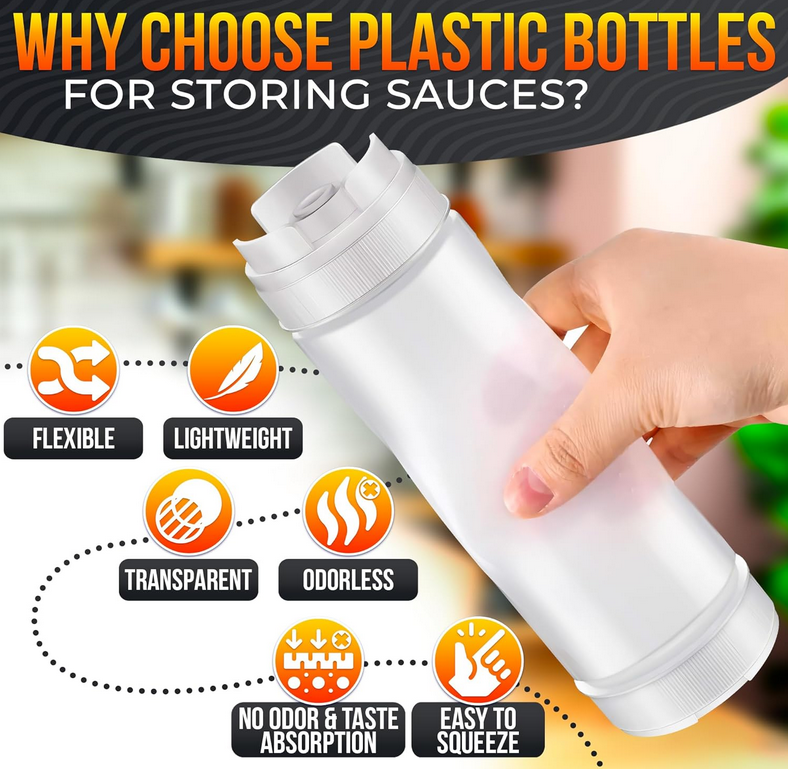 WHY CHOOSE PLASTIC BOTTLES
FOR STORING SAUCES?
FLEXIBLE
LIGHTWEIGHT
TRANSPARENT
ODORLESS
NO ODOR & TASTE
ABSORPTION
EASY TO
SQUEEZE